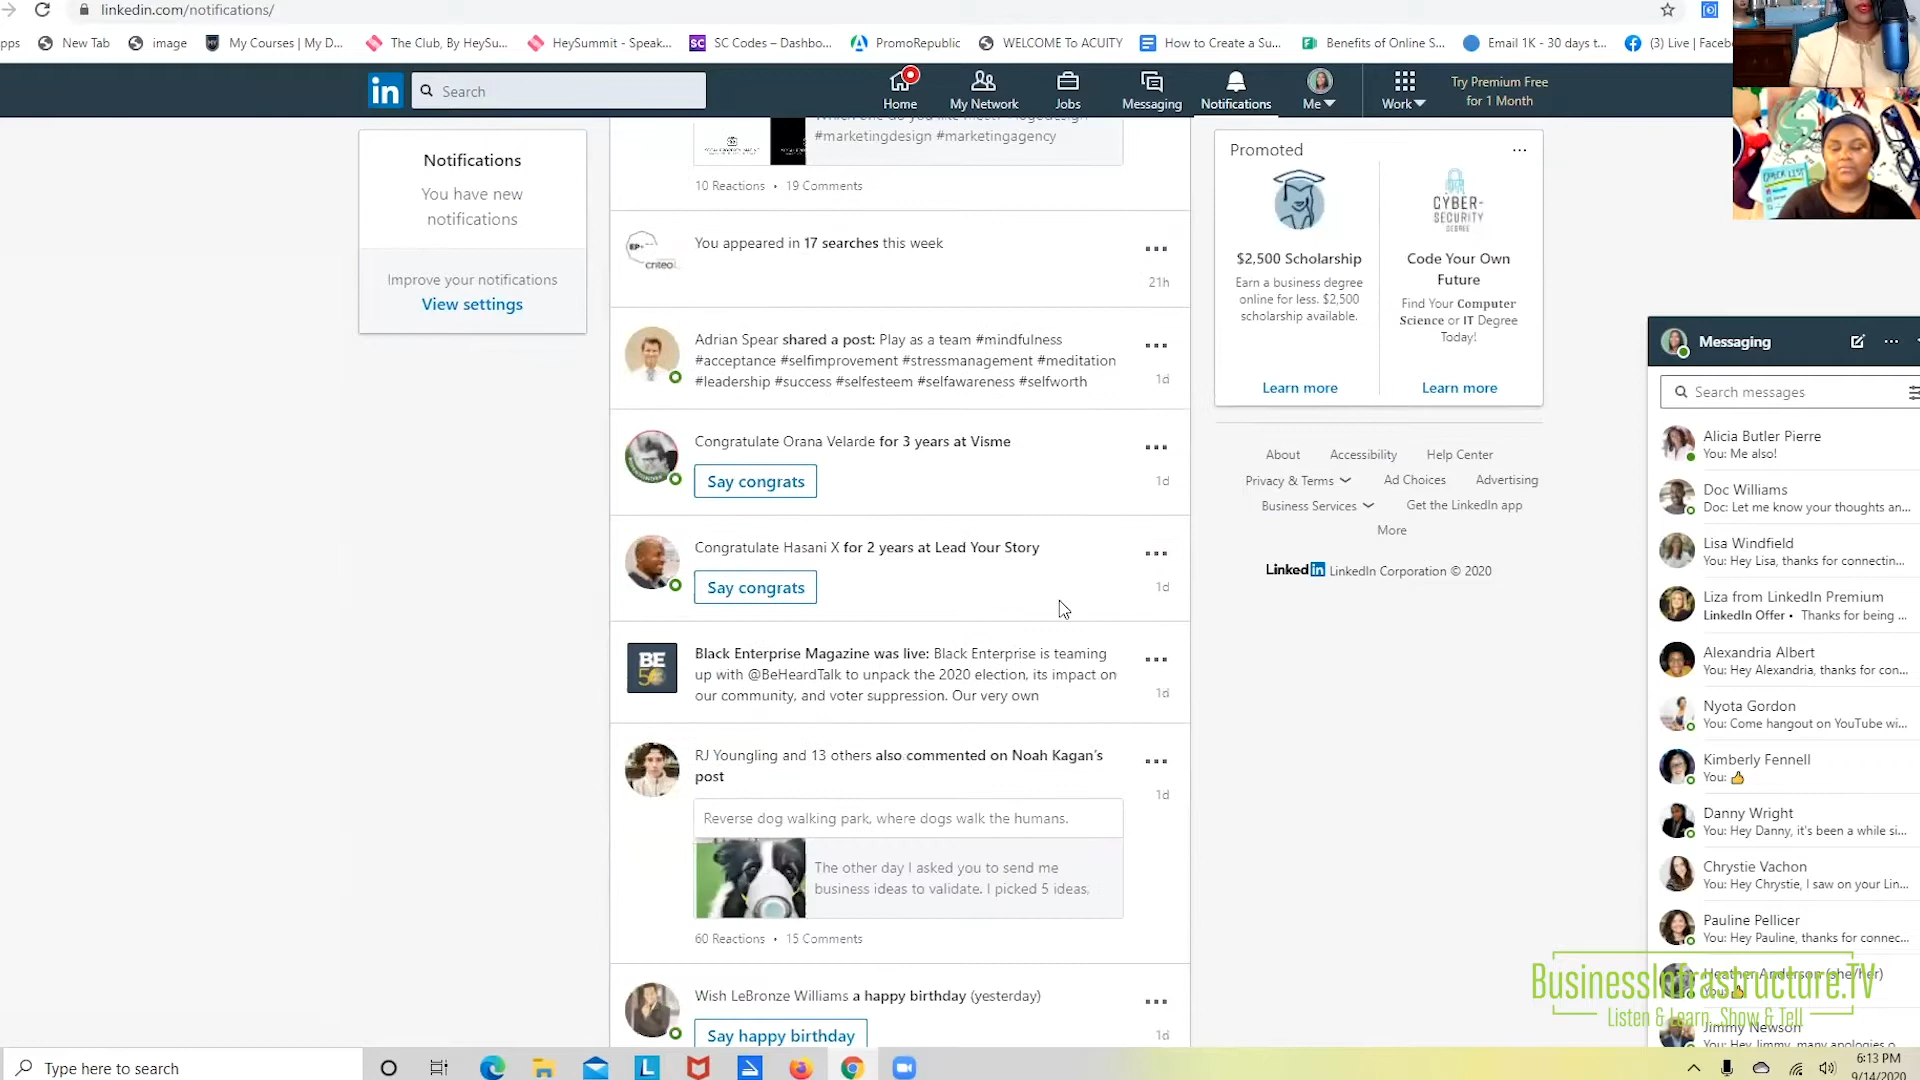 linkedin.com/notifications/
pps
New Tab
image
My Courses | My D...
The Club, By HeySu...
HeySummit - Speak...
SC Codes – Dashbo...
PromoRepublic
WELCOME TO ACUITY
How to Create a Su...
Benefits of Online S...
Email 1K - 30 days t...
(3) Live | Faceb
in
Search
Home
My Network
Jobs
Messaging
Notifications
Me
Work
Try Premium Free
for 1 Month
Notifications
You have new
notifications
Improve your notifications
View settings
#marketingdesign #marketingagency
10 Reactions • 19 Comments
You appeared in 17 searches this week
21h
criteo
Adrian Spear shared a post: Play as a team #mindfulness
#acceptance #selfimprovement #stressmanagement #meditation
#leadership #success #selfesteem #selfawareness #selfworth
1d
Congratulate Orana Velarde for 3 years at Visme
Say congrats
1d
Congratulate Hasani X for 2 years at Lead Your Story
Say congrats
1d
BE
Black Enterprise Magazine was live: Black Enterprise is teaming
up with @BeHeardTalk to unpack the 2020 election, its impact on
our community, and voter suppression. Our very own
1d
RJ Youngling and 13 others also commented on Noah Kagan's
post
1d
Reverse dog walking park, where dogs walk the humans.
The other day I asked you to send me
business ideas to validate. I picked 5 ideas,
60 Reactions • 15 Comments
Wish LeBronze Williams a happy birthday (yesterday)
Say happy birthday
1d
Promoted
$2,500 Scholarship
Earn a business degree
online for less. $2,500
scholarship available.
Learn more
CYBER-
SECURITY
DEGREE
Code Your Own
Future
Find Your Computer
Science or IT Degree
Today!
Learn more
About
Accessibility
Help Center
Privacy & Terms
Ad Choices
Advertising
Business Services
Get the LinkedIn app
More
LinkedIn LinkedIn Corporation © 2020
CHECK LIST
Messaging
Search messages
Alicia Butler Pierre
You: Me also!
Doc Williams
Doc: Let me know your thoughts an...
Lisa Windfield
You: Hey Lisa, thanks for connectin...
Liza from LinkedIn Premium
LinkedIn Offer • Thanks for being ...
Alexandria Albert
You: Hey Alexandria, thanks for con...
Nyota Gordon
You: Come hangout on YouTube wi...
Kimberly Fennell
You: 👍
Danny Wright
You: Hey Danny, it's been a while si...
Chrystie Vachon
You: Hey Chrystie, I saw on your Lin...
Pauline Pellicer
You: Hey Pauline, thanks for connec...
Heather Anderson (she/her)
Jimmy Newson
You: Hey Jimmy, many apologies o
BusinessInfrastructure.TV
Listen & Learn, Show & Tell
Type here to search
6:13 PM
9/14/2020